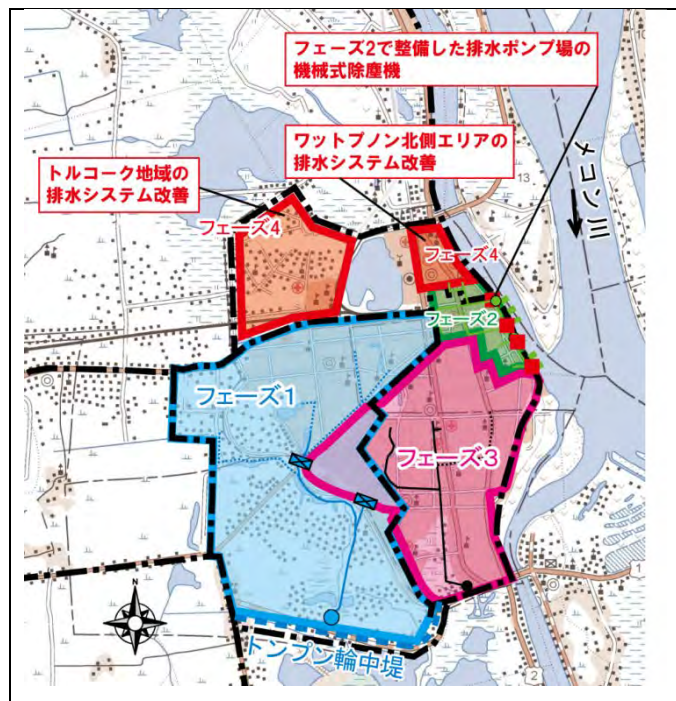 フェーズ2で整備した排水ポンプ場の
機械式除塵機
ワットプノン北側エリアの
排水システム改善
トルコーク地域の
排水システム改善
メコン川
13
フェーズ4
フェーズ4
フェーズ2
フェーズ1
フェーズ3
N
1
トンプン輪中堤
2
2